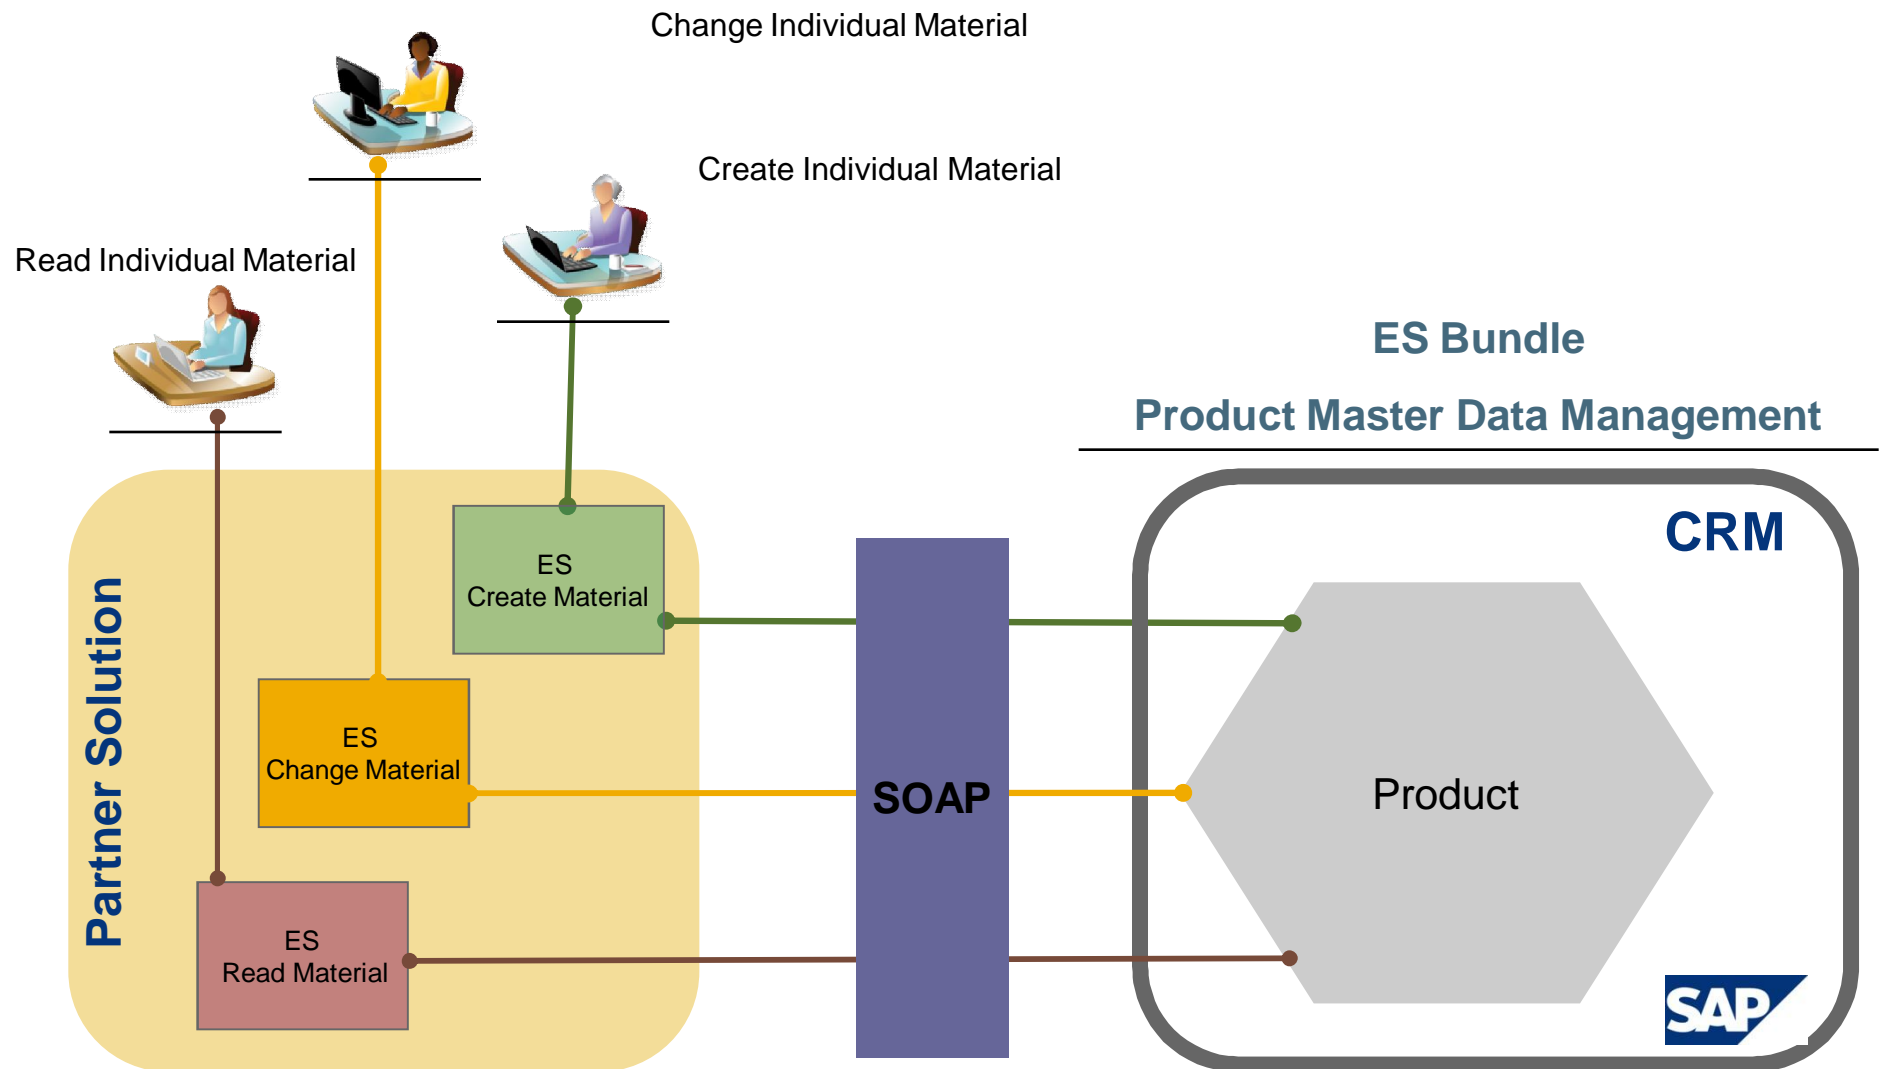 Change Individual Material
Create Individual Material
Read Individual Material
ES Bundle
Product Master Data Management
Partner Solution
ES
Create Material
ES
Change Material
ES
Read Material
SOAP
CRM
Product
SAP